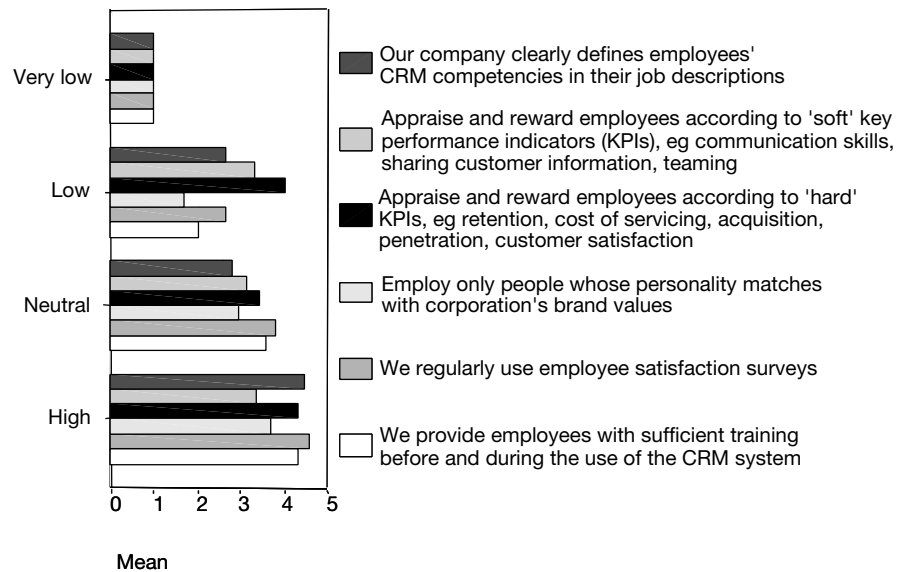 Very low
Low
Neutral
High
0 1 2 3 4 5
Mean
Our company clearly defines employees'
CRM competencies in their job descriptions
Appraise and reward employees according to 'soft' key
performance indicators (KPIs), eg communication skills,
sharing customer information, teaming
Appraise and reward employees according to 'hard'
KPIs, eg retention, cost of servicing, acquisition,
penetration, customer satisfaction
Employ only people whose personality matches
with corporation's brand values
We regularly use employee satisfaction surveys
We provide employees with sufficient training
before and during the use of the CRM system